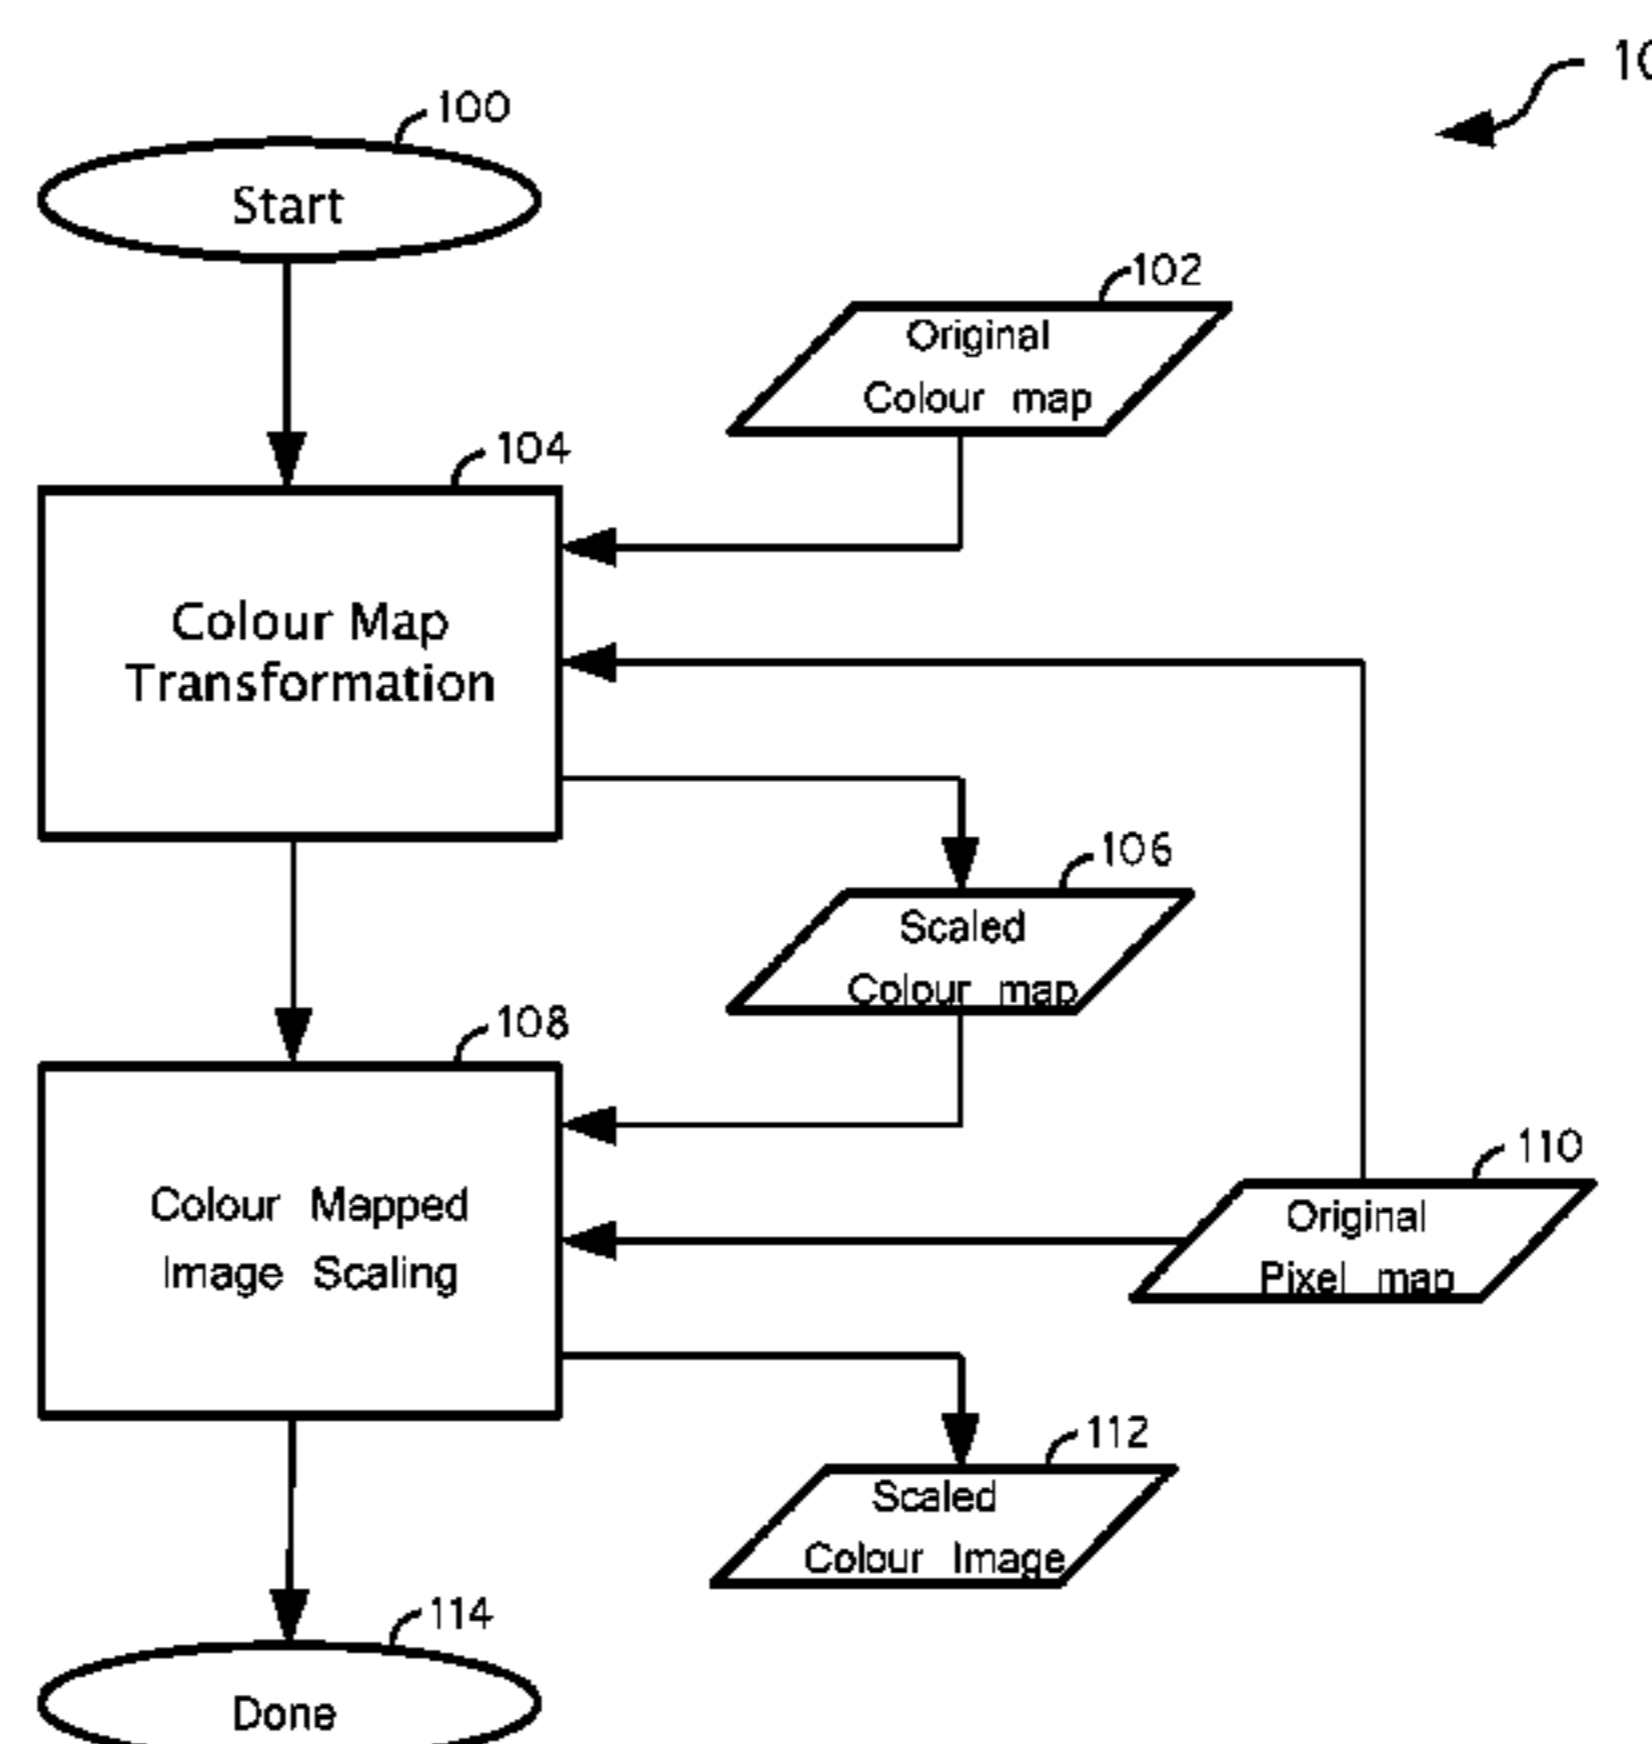 10
100
Start
102
Original
Colour map
104
Colour Map
Transformation
106
Scaled
Colour map
108
Colour Mapped
Image Scaling
110
Original
Pixel map
112
Scaled
Colour Image
114
Done